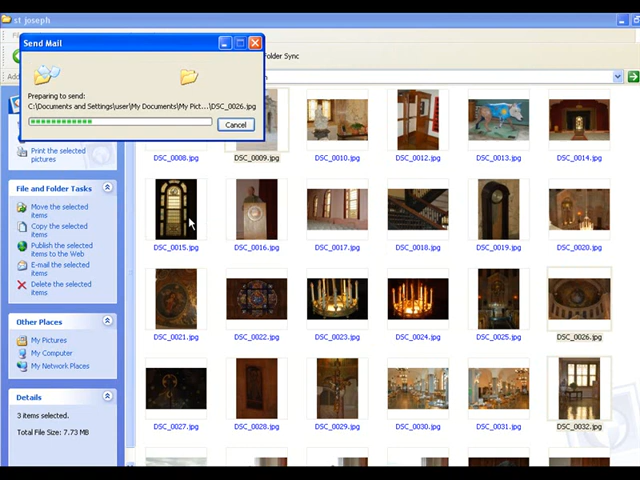 st joseph
Send Mail
Preparing to send:
C:\Documents and Settings\user\My Documents\My Pict...\DSC_0026.jpg
Cancel
older Sync
Print the selected
pictures
File and Folder Tasks
Move the selected
items
Copy the selected
items
Publish the selected
items to the Web
E-mail the selected
items
Delete the selected
items
Other Places
My Pictures
My Computer
My Network Places
Details
3 items selected.
Total File Size: 7.73 MB
DSC_0008.jpg
DSC_0009.jpg
DSC_0010.jpg
DSC_0012.jpg
DSC_0013.jpg
DSC_0014.jpg
DSC_0015.jpg
DSC_0016.jpg
DSC_0017.jpg
DSC_0018.jpg
DSC_0019.jpg
DSC_0020.jpg
DSC_0021.jpg
DSC_0022.jpg
DSC_0023.jpg
DSC_0024.jpg
DSC_0025.jpg
DSC_0026.jpg
DSC_0027.jpg
DSC_0028.jpg
DSC_0029.jpg
DSC_0030.jpg
DSC_0031.jpg
DSC_0032.jpg